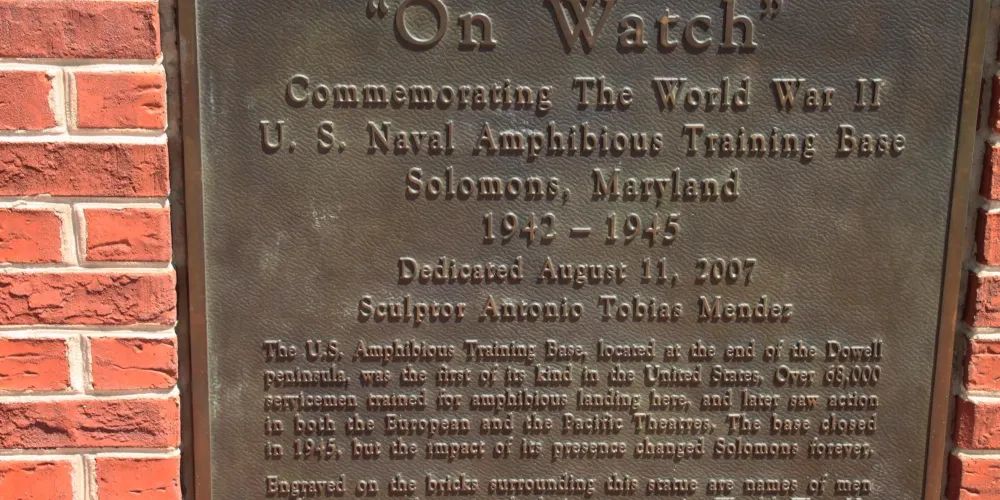 "On Watch"
Commemorating The World War II
U. S. Naval Amphibious Training Base
Solomons, Maryland
1942 – 1945
Dedicated August 11, 2007
Sculptor Antonio Tobias Mendez
The U.S. Amphibious Training Base, located at the end of the Dowell
peninsula, was the first of its kind in the United States. Over 68,000
servicemen trained for amphibious landing here, and later saw action
in both the European and the Pacific Theatres. The base closed
in 1945, but the impact of its presence changed Solomons forever.
Engraved on the bricks surrounding this statue are names of men